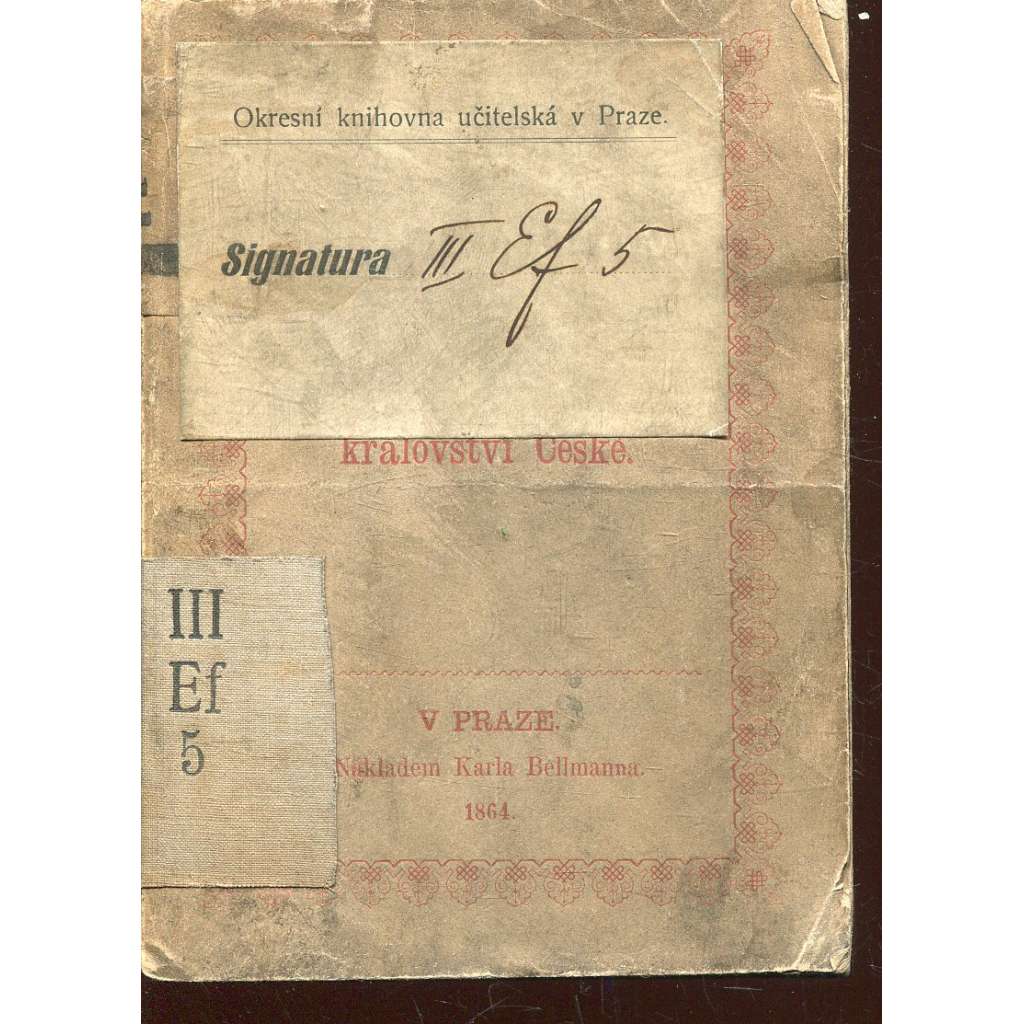 Okresní knihovna učitelská v Praze.
Signatura III Ef 5
království České.
III
Ef
5
V PRAZE.
Nákladem Karla Bellmanna.
1864.